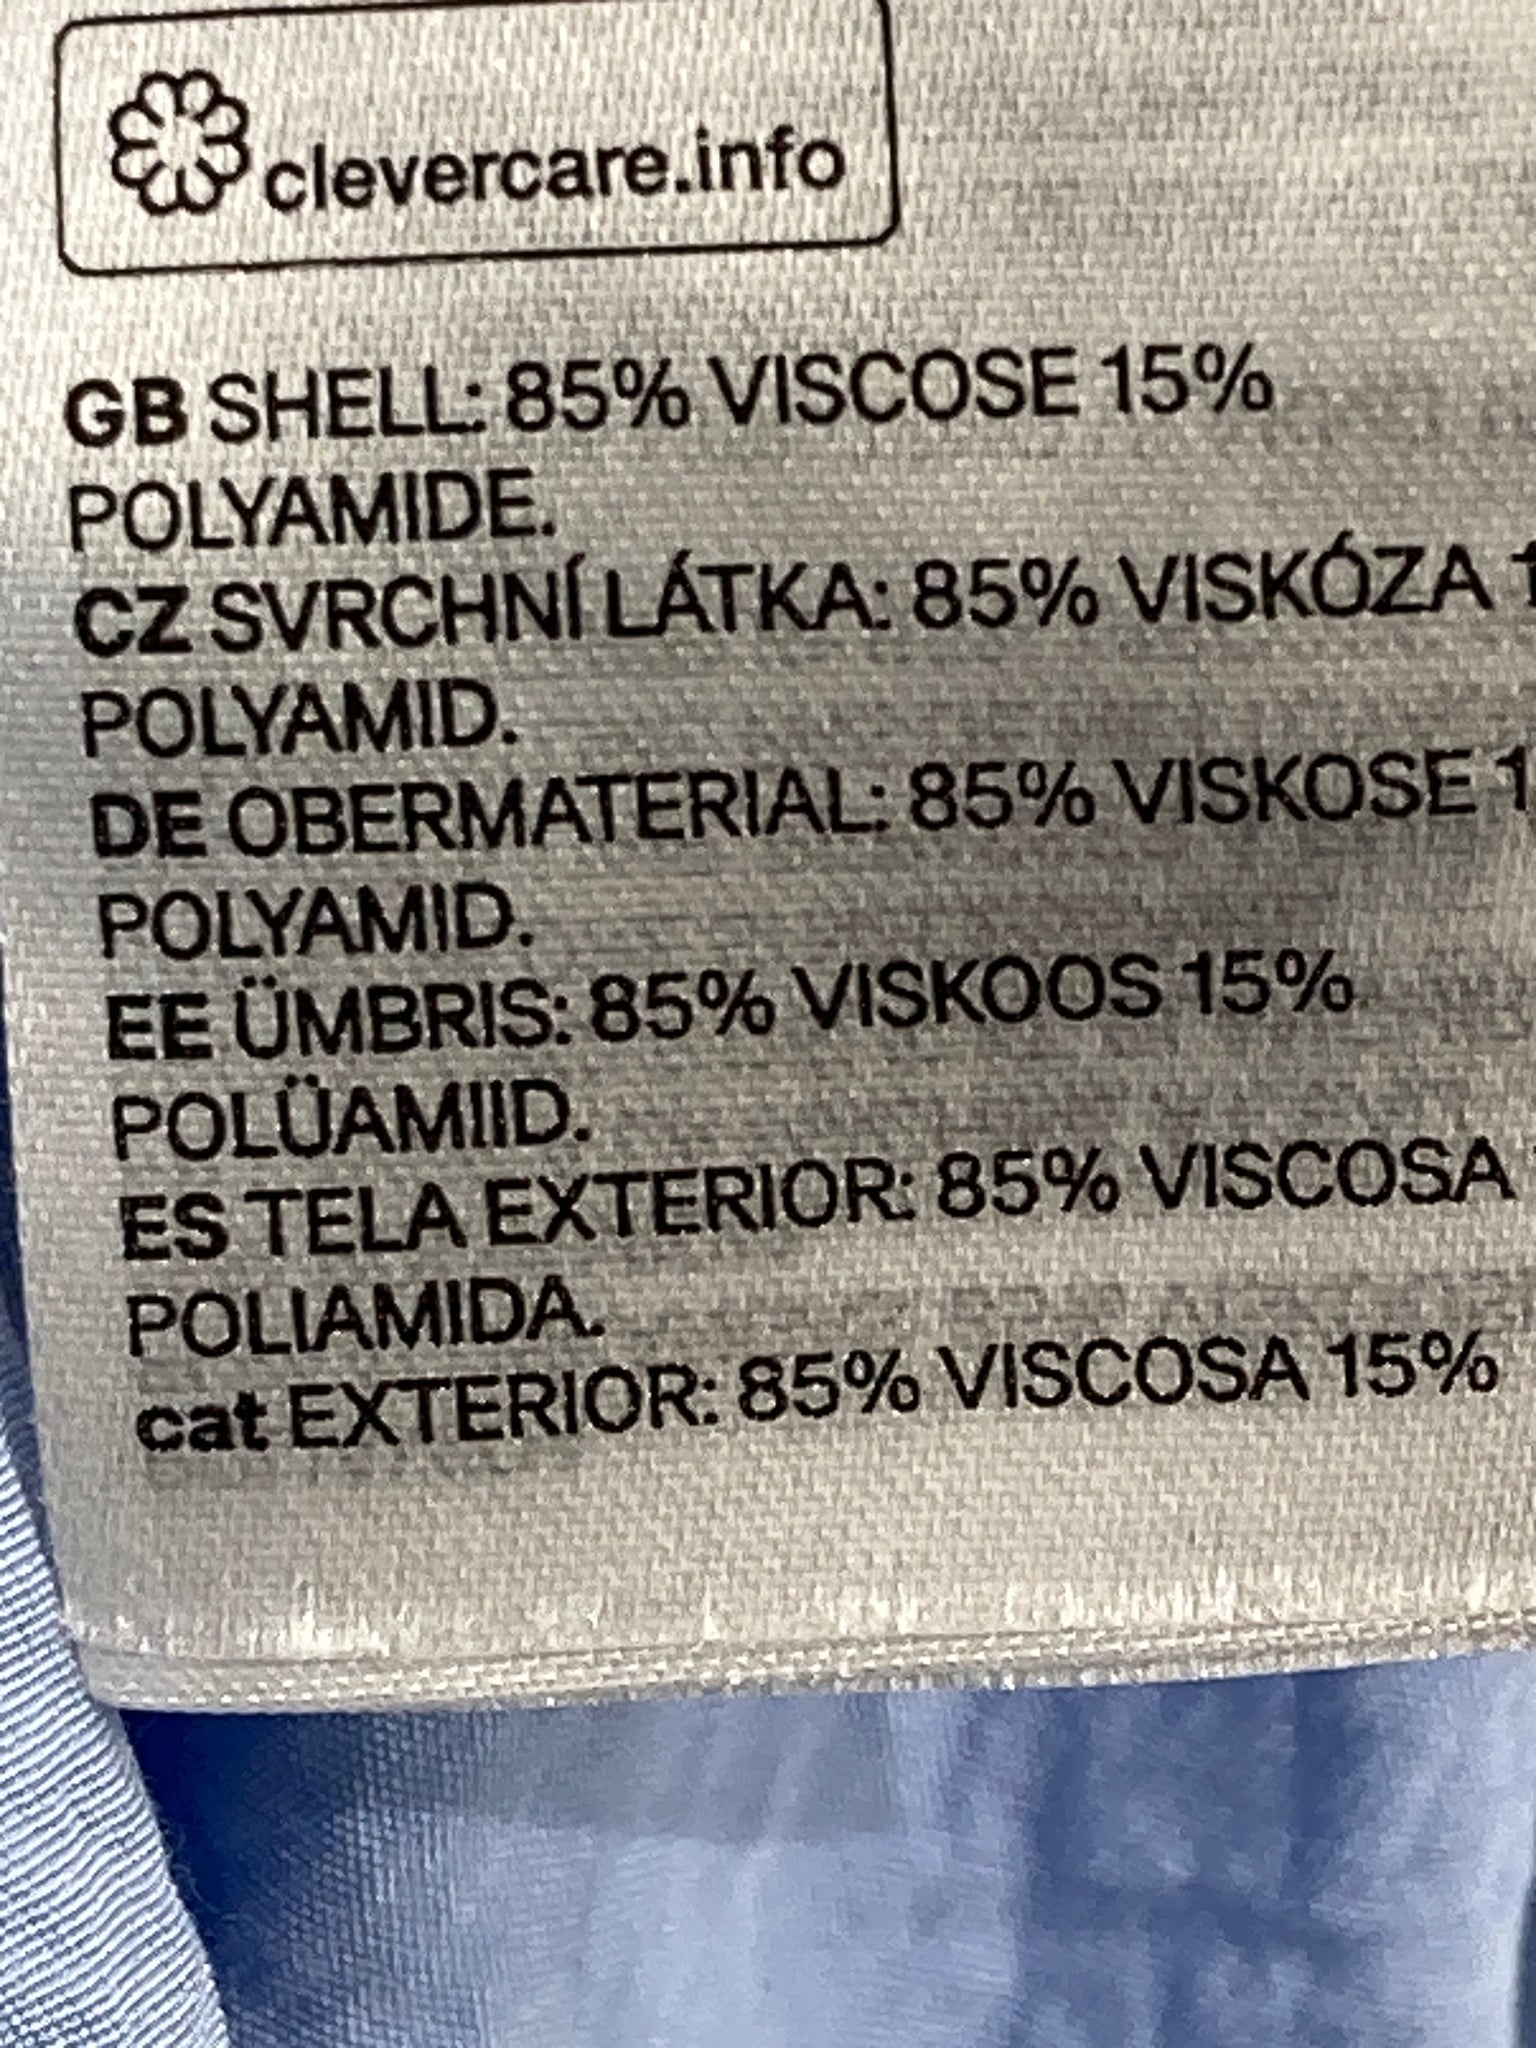 clevercare.info
GB SHELL: 85% VISCOSE 15%
POLYAMIDE.
CZ SVRCHNÍ LÁTKA: 85% VISKÓZA
POLYAMID.
DE OBERMATERIAL: 85% VISKOSE
POLYAMID.
EE ÜMBRIS: 85% VISKOOS 15%
POLÜAMIID.
ES TELA EXTERIOR: 85% VISCOSA
POLIAMIDA.
cat EXTERIOR: 85% VISCOSA 15%